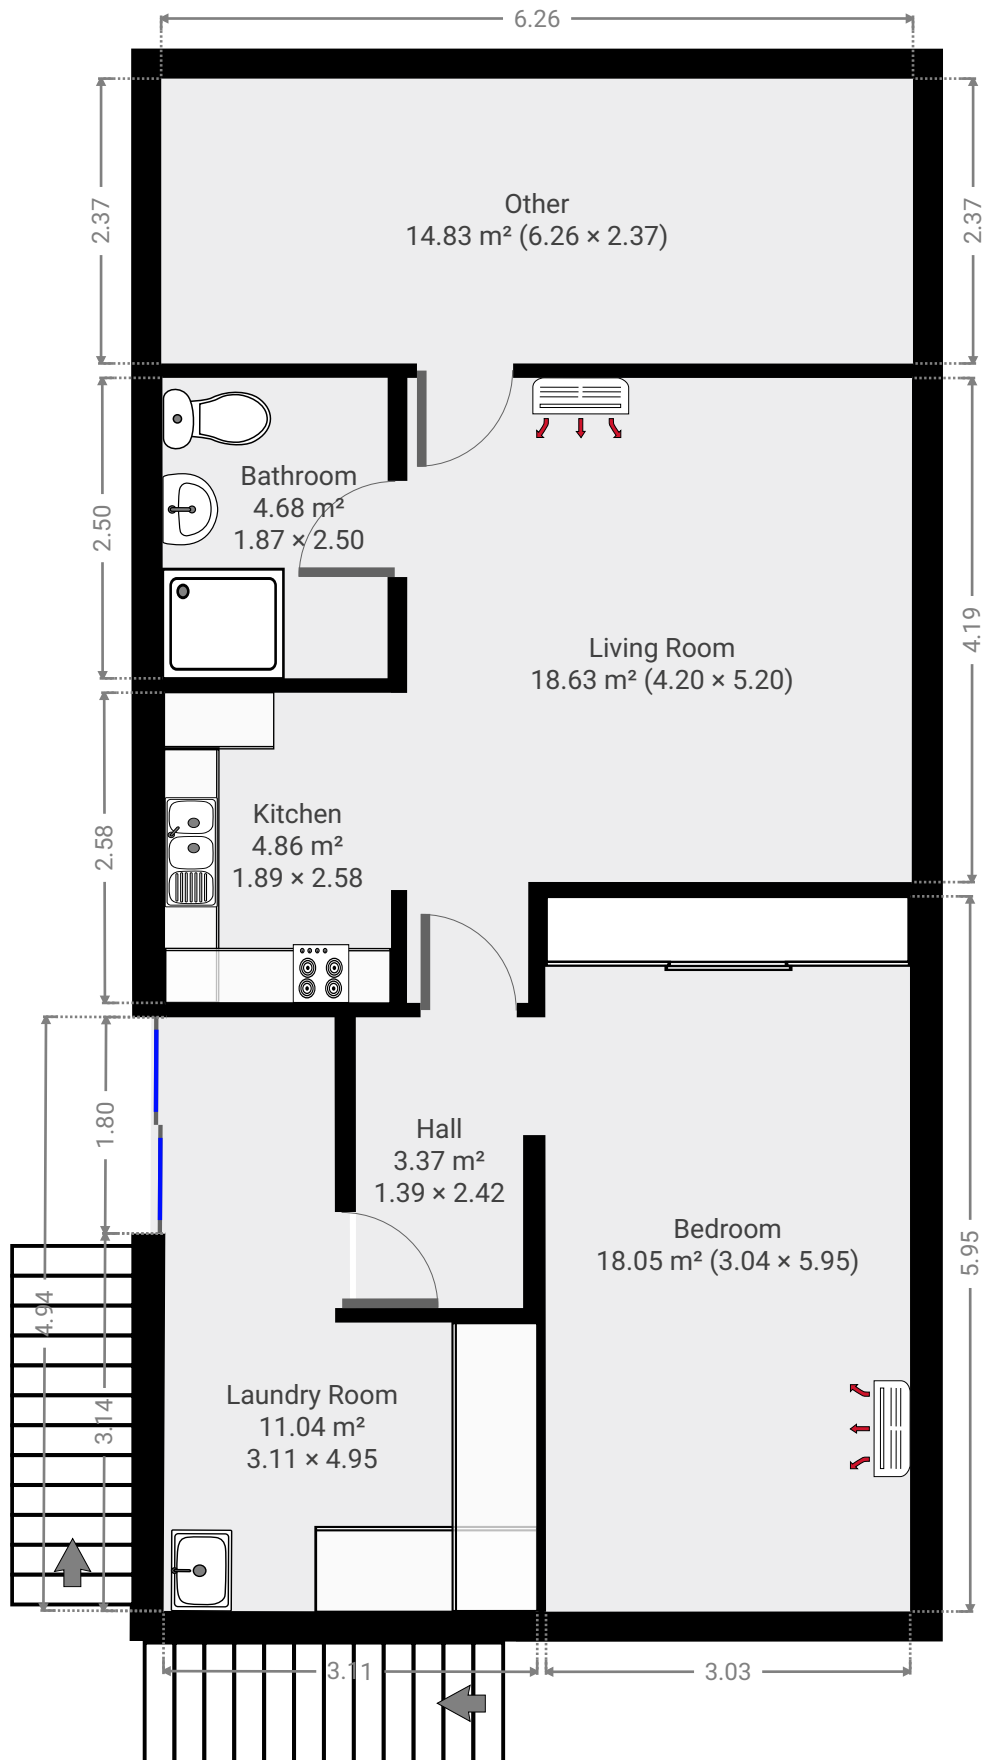 6.26
2.37
2.37
Other
14.83 m² (6.26 × 2.37)
2.50
Bathroom
4.68 m²
1.87 × 2.50
4.19
Living Room
18.63 m² (4.20 × 5.20)
2.58
Kitchen
4.86 m²
1.89 × 2.58
1.80
Hall
3.37 m²
1.39 × 2.42
Bedroom
18.05 m² (3.04 × 5.95)
5.95
4.94
3.14
Laundry Room
11.04 m²
3.11 × 4.95
3.11
3.03